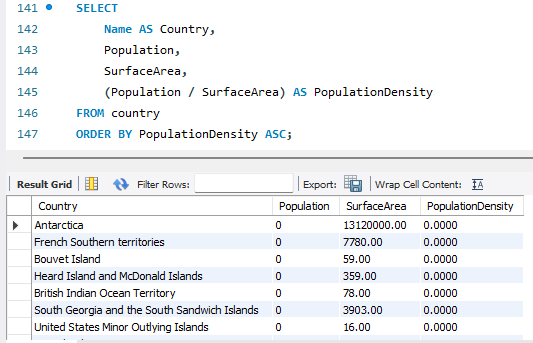 141 SELECT
142 Name AS Country,
143 Population,
144 SurfaceArea,
145 (Population / SurfaceArea) AS PopulationDensity
146 FROM country
147 ORDER BY PopulationDensity ASC;
Result Grid Filter Rows: Export: Wrap Cell Content:
Country Population SurfaceArea PopulationDensity
Antarctica 0 13120000.00 0.0000
French Southern territories 0 7780.00 0.0000
Bouvet Island 0 59.00 0.0000
Heard Island and McDonald Islands 0 359.00 0.0000
British Indian Ocean Territory 0 78.00 0.0000
South Georgia and the South Sandwich Islands 0 3903.00 0.0000
United States Minor Outlying Islands 0 16.00 0.0000